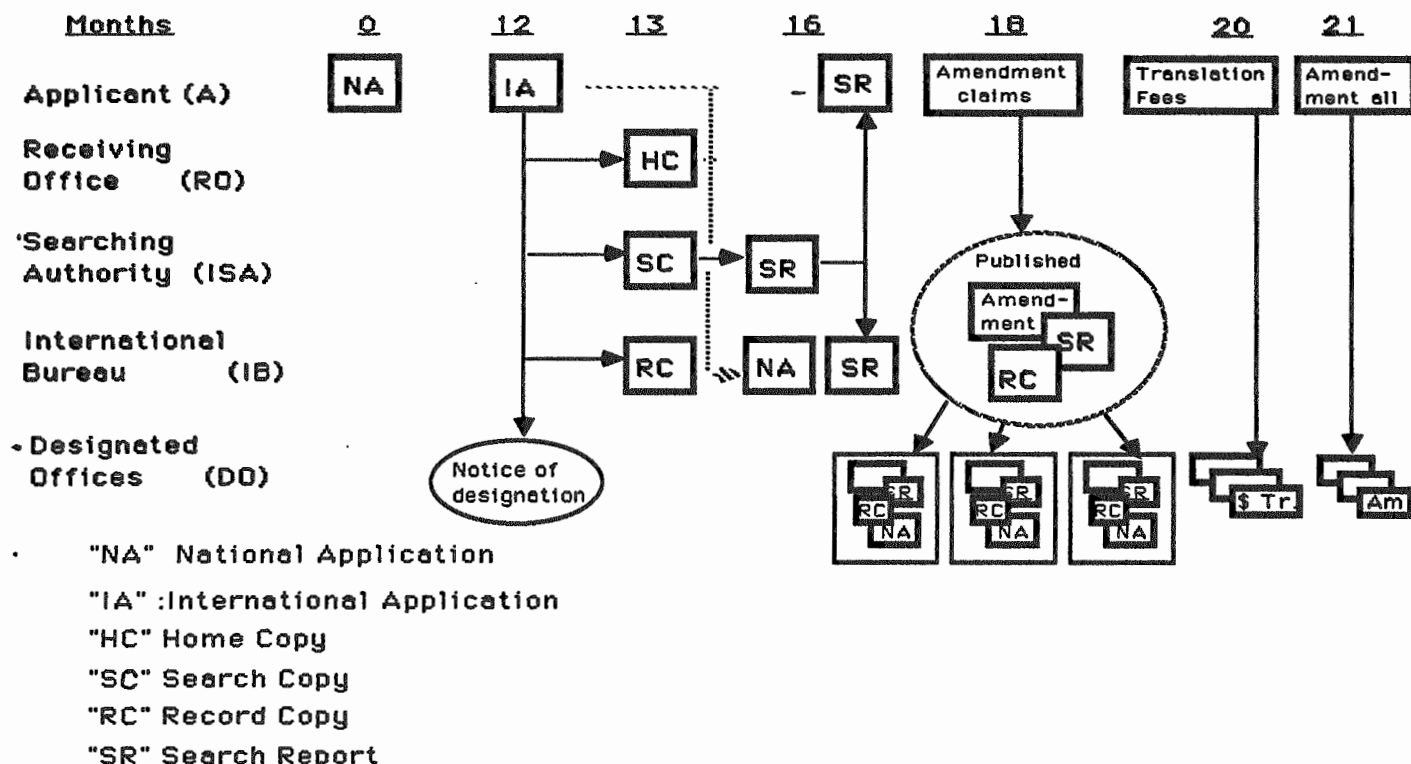 Months 0 12 13 16 18 20 21
Applicant (A) NA IA SR Amendment claims Translation Fees Amend- ment all
Receiving
Office (RO)
HC
Searching
Authority (ISA)
SC SR
Published
Amend-
ment
SR
RC
International
Bureau (IB)
RC NA SR
Designated
Offices (DO)
Notice of
designation
SR RC NA
SR RC NA
SR RC NA
$ Tr.
Am
"NA" National Application
"IA" :International Application
"HC" Home Copy
"SC" Search Copy
"RC" Record Copy
"SR" Search Report